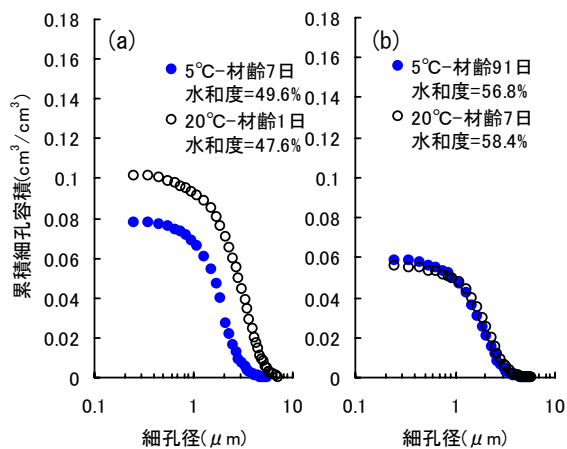 0.18
0.16
0.14
0.12
0.1
0.08
0.06
0.04
0.02
0
0.1
1
10
累積細孔容積(cm³/cm³)
細孔径(μm)
(a)
5℃-材齢7日
水和度=49.6%
20℃-材齢1日
水和度=47.6%
0.18
0.16
0.14
0.12
0.1
0.08
0.06
0.04
0.02
0
0.1
1
10
細孔径(μm)
(b)
5℃-材齢91日
水和度=56.8%
20℃-材齢7日
水和度=58.4%